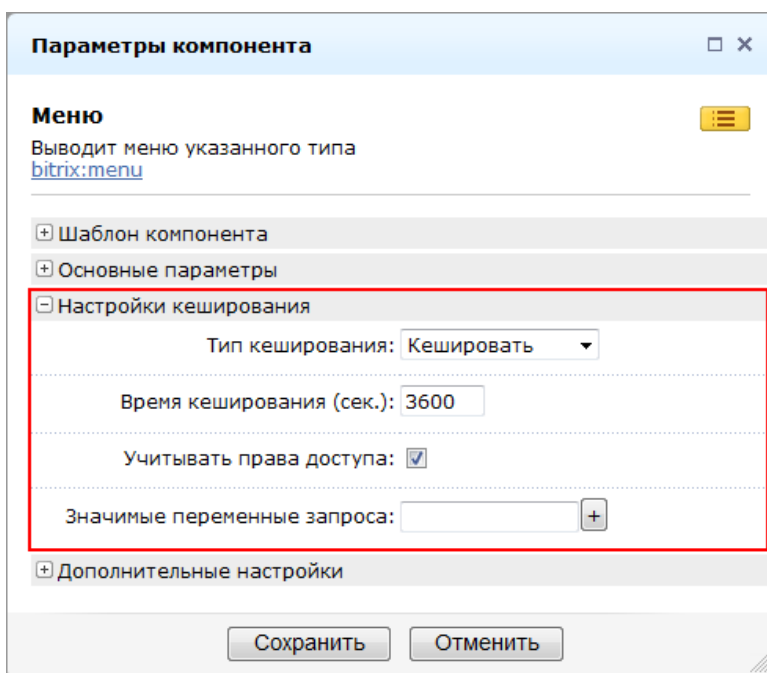 Параметры компонента
Меню
Выводит меню указанного типа
bitrix:menu
Шаблон компонента
Основные параметры
Настройки кеширования
Тип кеширования: Кешировать
Время кеширования (сек.): 3600
Учитывать права доступа:
Значимые переменные запроса: +
Дополнительные настройки
Сохранить Отменить